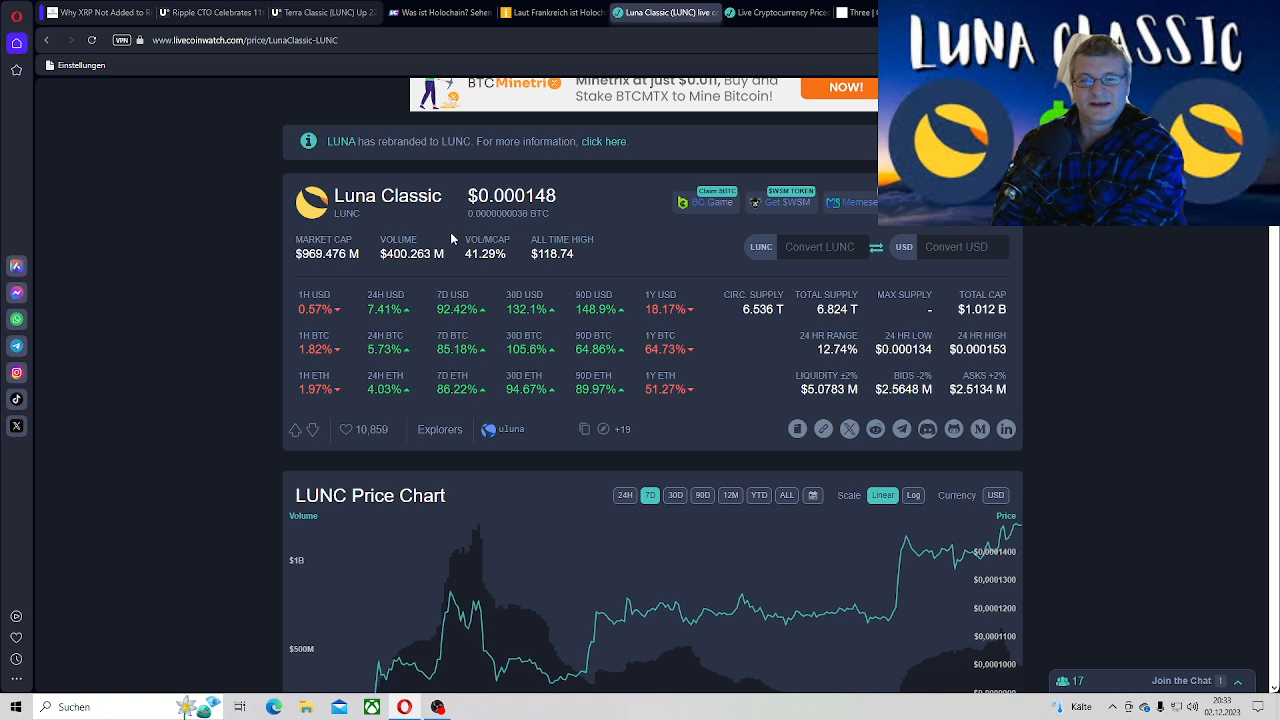 Why XRP Not Added to R
Ripple CTO Celebrates 11
Terra Classic (LUNC) Up 22
Was ist Holochain? Sehen
Laut Frankreich ist Holoch
Luna Classic (LUNC) live c
Live Cryptocurrency Prices
Three
VPN
www.livecoinwatch.com/price/LunaClassic-LUNC
Einstellungen
BTCMinetrix
Minetrix at just $0.011, Buy and
Stake BTCMTX to Mine Bitcoin!
NOW!
LUNA CLASSIC
LUNA has rebranded to LUNC. For more information, click here.
Luna Classic
LUNC
$0.000148
0.0000000038 BTC
Claim 5BTC
BC Game
$WSM TOKEN
Get $WSM
Memese
MARKET CAP
VOLUME
VOL/MCAP
ALL TIME HIGH
$969.476 M
$400.263 M
41.29%
$118.74
LUNC
Convert LUNC
USD
Convert USD
1H USD
24H USD
7D USD
30D USD
90D USD
1Y USD
CIRC. SUPPLY
TOTAL SUPPLY
MAX SUPPLY
TOTAL CAP
0.57%
7.41%
92.42%
132.1%
148.9%
18.17%
6.536 T
6.824 T
-
$1.012 B
1H BTC
24H BTC
7D BTC
30D BTC
90D BTC
1Y BTC
24 HR RANGE
24 HR LOW
24 HR HIGH
1.82%
5.73%
85.18%
105.6%
64.86%
64.73%
12.74%
$0.000134
$0.000153
1H ETH
24H ETH
7D ETH
30D ETH
90D ETH
1Y ETH
LIQUIDITY ±2%
BIDS -2%
ASKS +2%
1.97%
4.03%
86.22%
94.67%
89.97%
51.27%
$5.0783 M
$2.5648 M
$2.5134 M
10,859
Explorers
uluna
+19
LUNC Price Chart
24H
7D
30D
90D
12M
YTD
ALL
Scale
Linear
Log
Currency
USD
Volume
Price
$1B
$500M
$0,0001400
$0,0001300
$0,0001200
$0,0001100
$0,0001000
17
Join the Chat
Suchen
20:33
07.12.2023